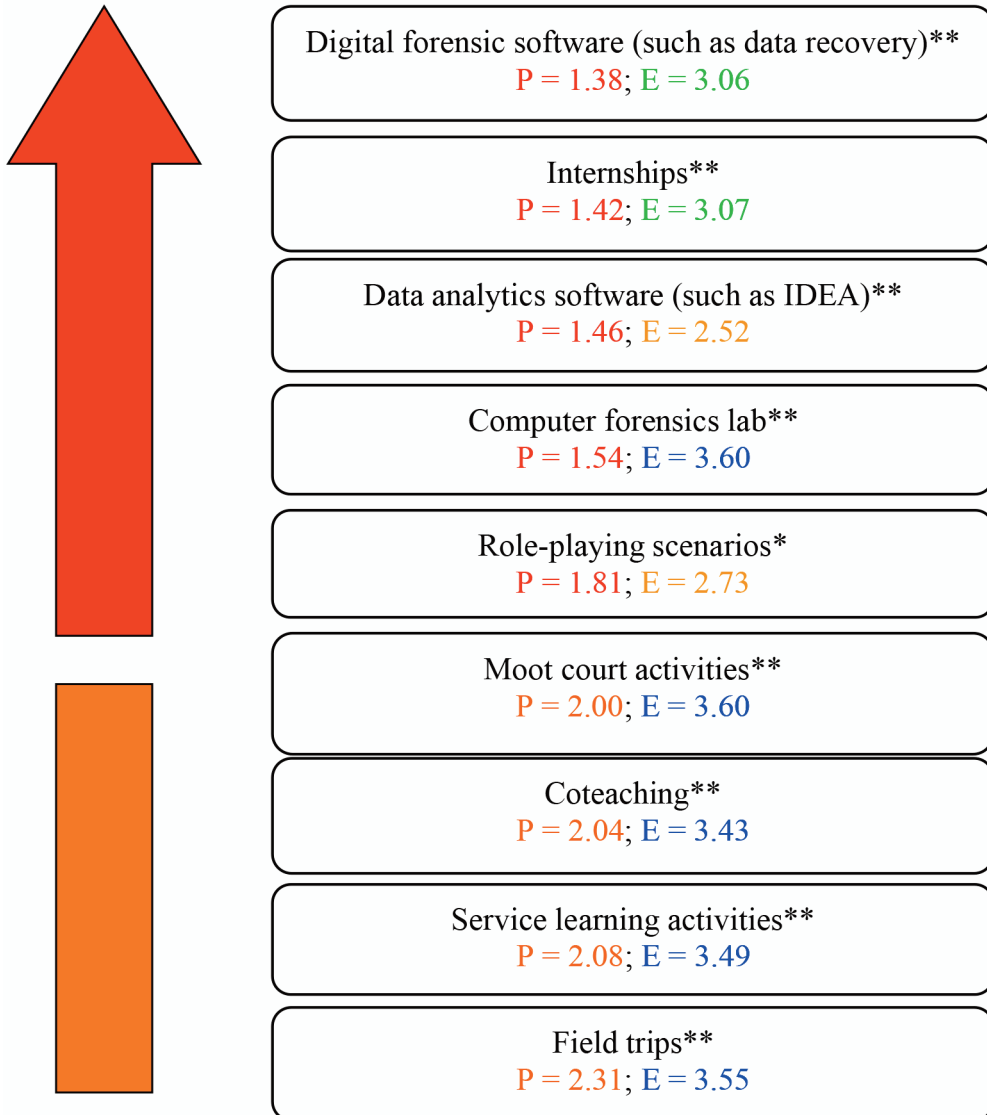 Digital forensic software (such as data recovery)**
P = 1.38; E = 3.06
Internships**
P = 1.42; E = 3.07
Data analytics software (such as IDEA)**
P = 1.46; E = 2.52
Computer forensics lab**
P = 1.54; E = 3.60
Role-playing scenarios*
P = 1.81; E = 2.73
Moot court activities**
P = 2.00; E = 3.60
Coteaching**
P = 2.04; E = 3.43
Service learning activities**
P = 2.08; E = 3.49
Field trips**
P = 2.31; E = 3.55